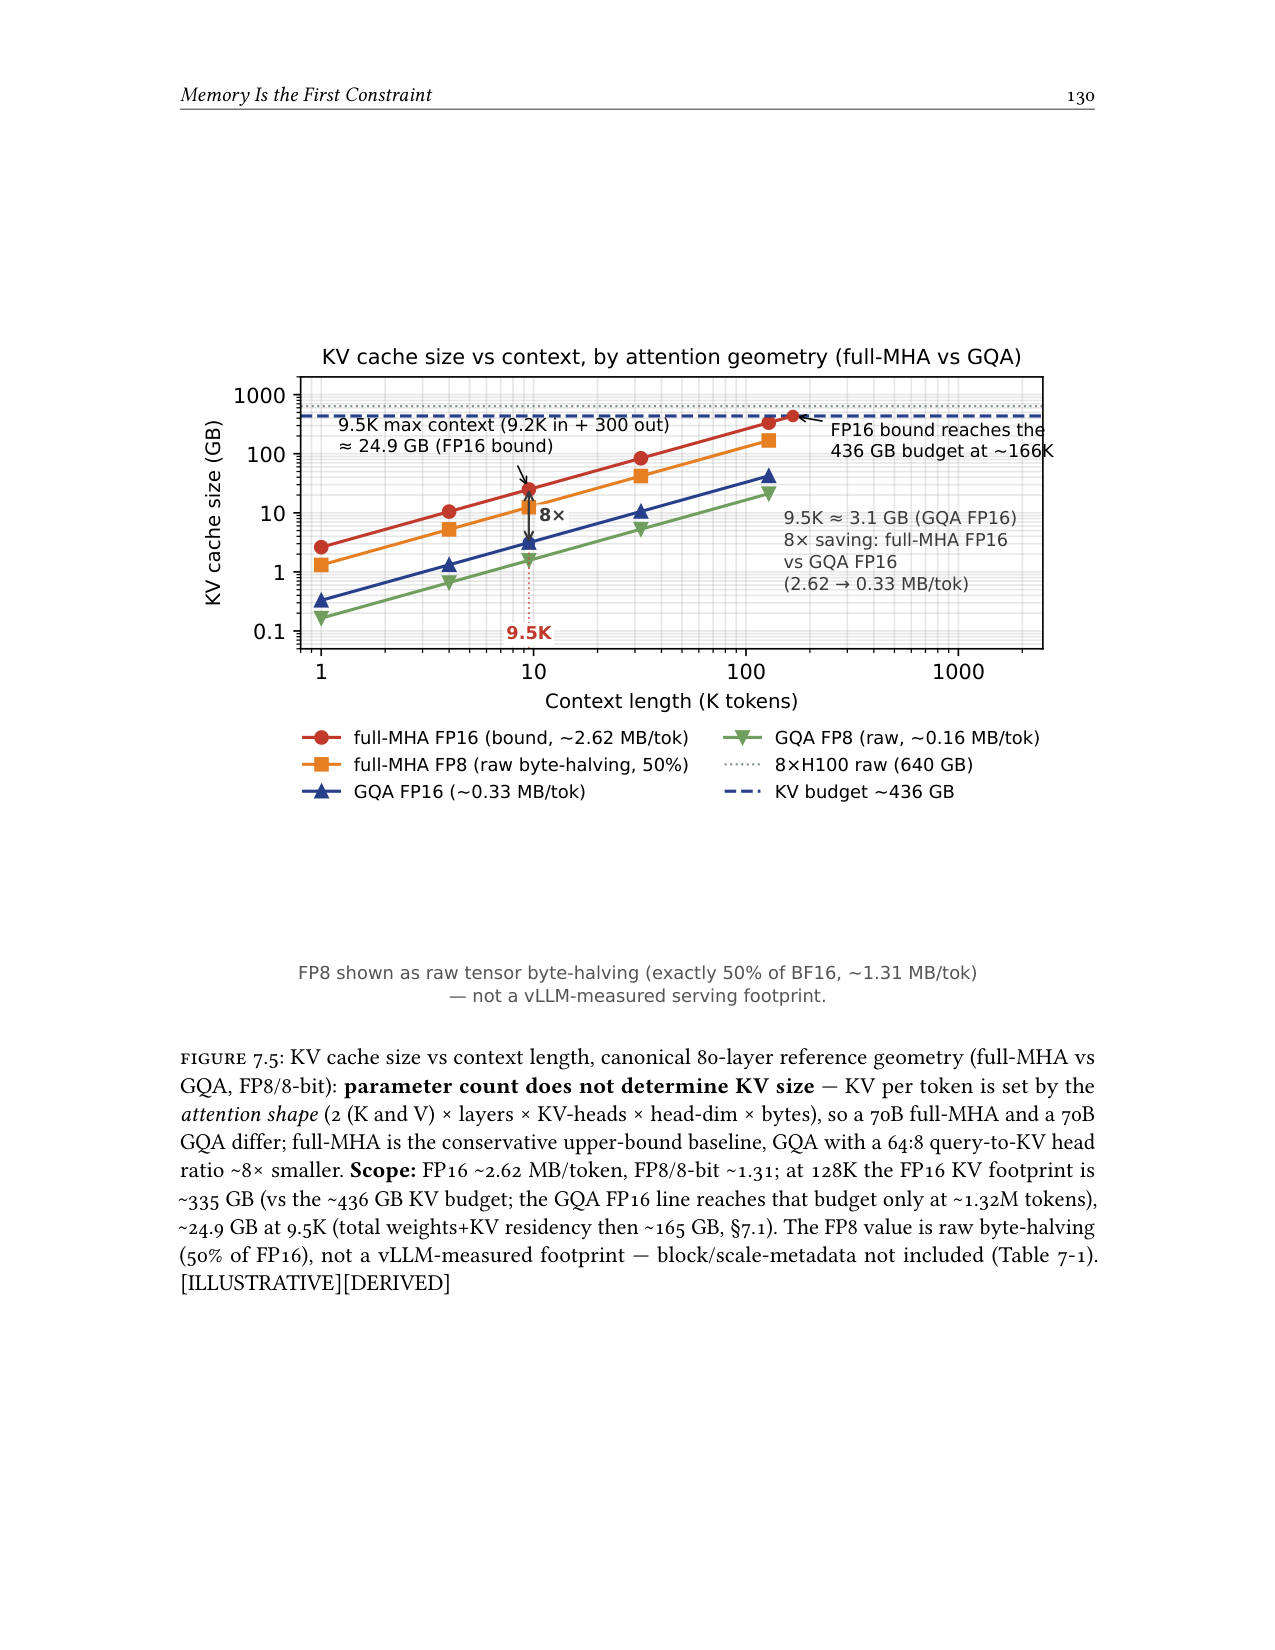 Memory Is the First Constraint 130
KV cache size vs context, by attention geometry (full-MHA vs GQA)
KV cache size (GB)
1000
100
10
1
0.1
9.5K max context (9.2K in + 300 out)
≈ 24.9 GB (FP16 bound)
FP16 bound reaches the
436 GB budget at ~166K
8×
9.5K ≈ 3.1 GB (GQA FP16)
8× saving: full-MHA FP16
vs GQA FP16
(2.62 → 0.33 MB/tok)
9.5K
1 10 100 1000
Context length (K tokens)
full-MHA FP16 (bound, ~2.62 MB/tok)
full-MHA FP8 (raw byte-halving, 50%)
GQA FP16 (~0.33 MB/tok)
GQA FP8 (raw, ~0.16 MB/tok)
8×H100 raw (640 GB)
KV budget ~436 GB
FP8 shown as raw tensor byte-halving (exactly 50% of BF16, ~1.31 MB/tok)
— not a vLLM-measured serving footprint.
FIGURE 7.5: KV cache size vs context length, canonical 80-layer reference geometry (full-MHA vs
GQA, FP8/8-bit): parameter count does not determine KV size — KV per token is set by the
attention shape (2 (K and V) × layers × KV-heads × head-dim × bytes), so a 70B full-MHA and a 70B
GQA differ; full-MHA is the conservative upper-bound baseline, GQA with a 64:8 query-to-KV head
ratio ~8× smaller. Scope: FP16 ~2.62 MB/token, FP8/8-bit ~1.31; at 128K the FP16 KV footprint is
~335 GB (vs the ~436 GB KV budget; the GQA FP16 line reaches that budget only at ~1.32M tokens),
~24.9 GB at 9.5K (total weights+KV residency then ~165 GB, §7.1). The FP8 value is raw byte-halving
(50% of FP16), not a vLLM-measured footprint — block/scale-metadata not included (Table 7-1).
[ILLUSTRATIVE][DERIVED]